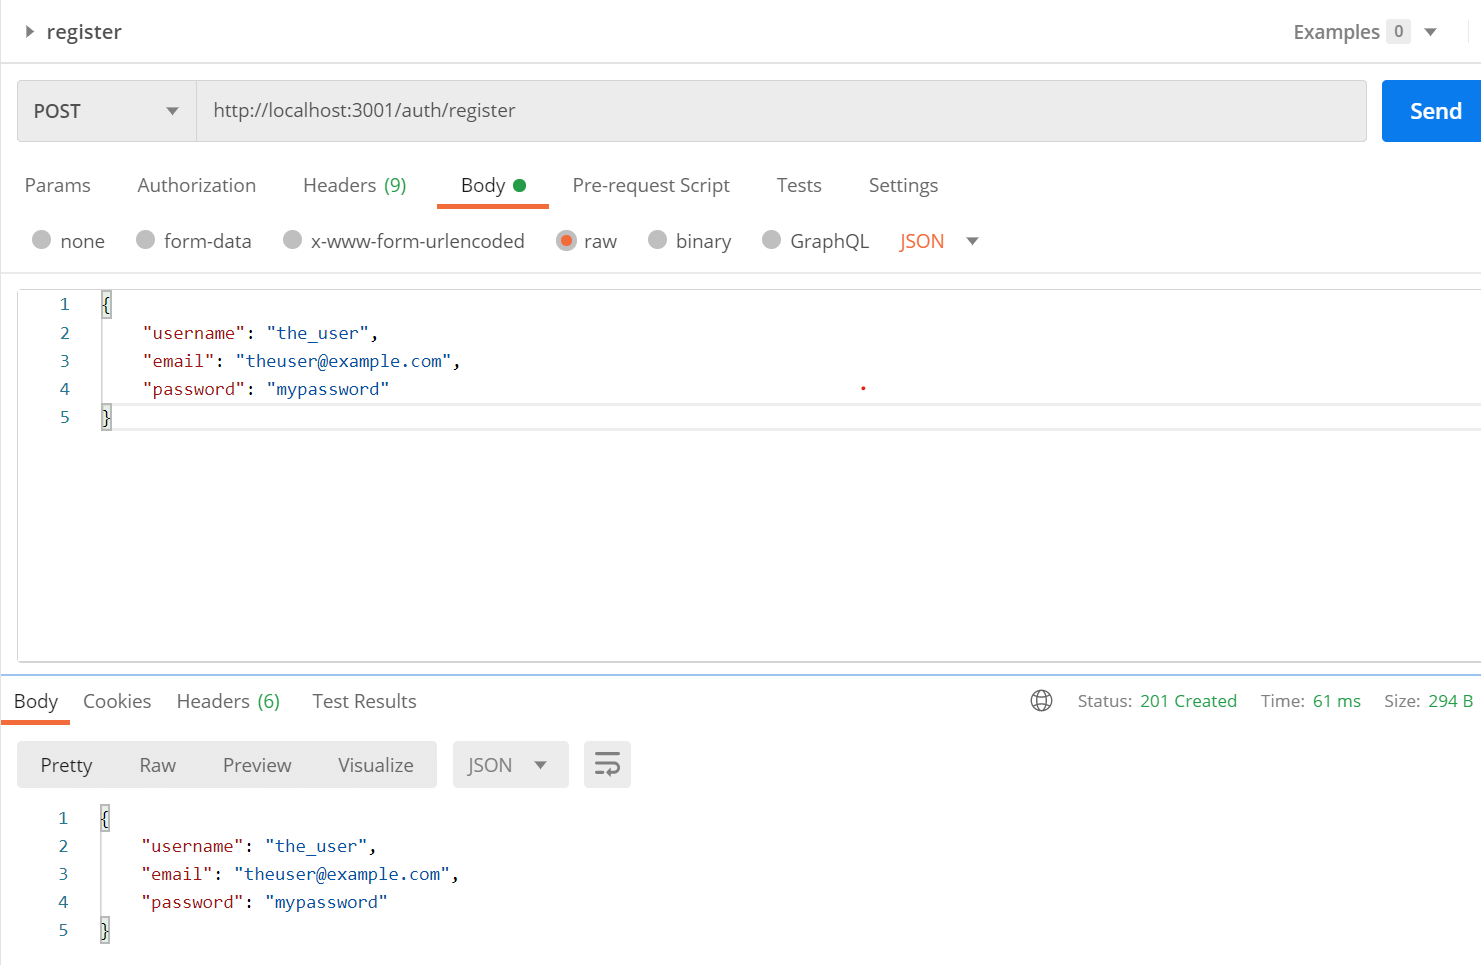 register Examples 0
POST http://localhost:3001/auth/register Send
Params Authorization Headers (9) Body Pre-request Script Tests Settings
none form-data x-www-form-urlencoded raw binary GraphQL JSON
1 {
2 "username": "the_user",
3 "email": "theuser@example.com",
4 "password": "mypassword"
5 }
Body Cookies Headers (6) Test Results Status: 201 Created Time: 61 ms Size: 294 B
Pretty Raw Preview Visualize JSON
1 {
2 "username": "the_user",
3 "email": "theuser@example.com",
4 "password": "mypassword"
5 }